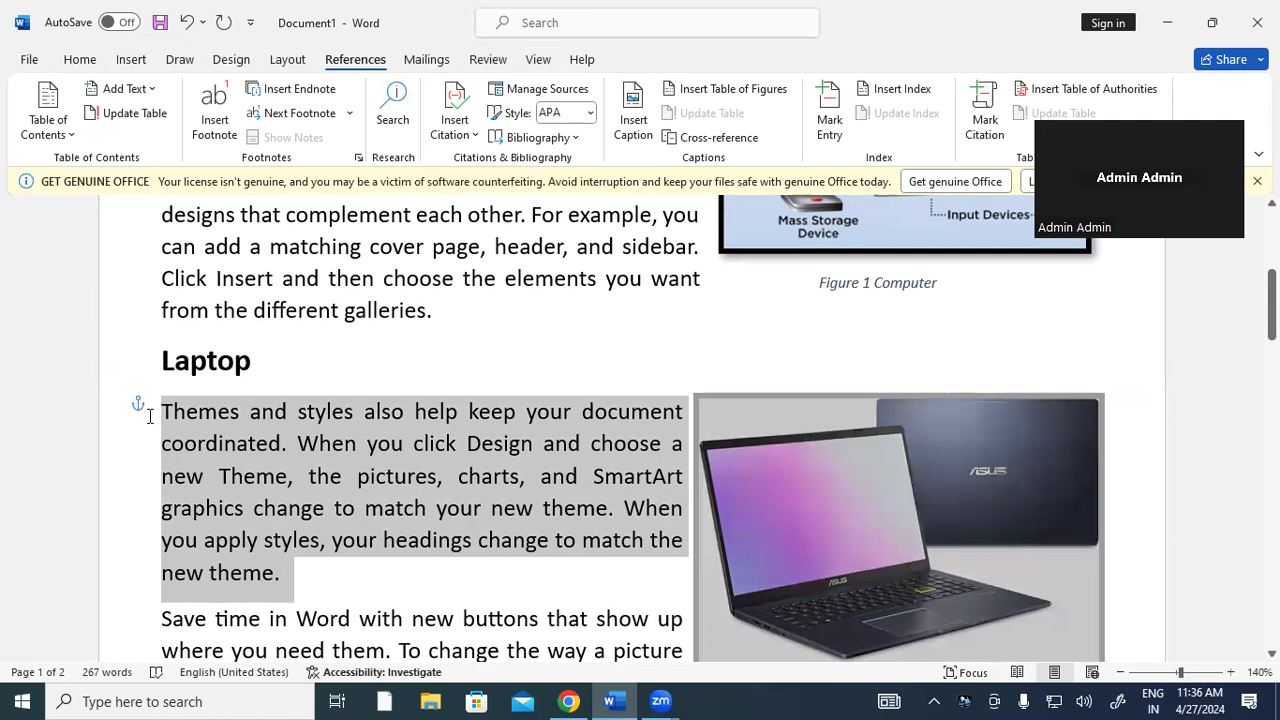 AutoSave Off Document1 - Word Search Sign in
File Home Insert Draw Design Layout References Mailings Review View Help Share
Table of Contents
Add Text
Update Table
Table of Contents
ab
Insert Footnote
Insert Endnote
ab Next Footnote
Show Notes
Footnotes
Search
Research
Insert Citation
Manage Sources
Style: APA
Bibliography
Citations & Bibliography
Insert Caption
Insert Table of Figures
Update Table
Cross-reference
Captions
Mark Entry
Insert Index
Update Index
Index
Mark Citation
Insert Table of Authorities
Update Table
GET GENUINE OFFICE Your license isn't genuine, and you may be a victim of software counterfeiting. Avoid interruption and keep your files safe with genuine Office today. Get genuine Office
Admin Admin
Admin Admin
designs that complement each other. For example, you
can add a matching cover page, header, and sidebar.
Click Insert and then choose the elements you want
from the different galleries.
Mass Storage
Device
Input Devices
Figure 1 Computer
Laptop
Themes and styles also help keep your document
coordinated. When you click Design and choose a
new Theme, the pictures, charts, and SmartArt
graphics change to match your new theme. When
you apply styles, your headings change to match the
new theme.
Save time in Word with new buttons that show up
where you need them. To change the way a picture
ASUS
ASUS
Page 1 of 2 267 words English (United States) Accessibility: Investigate Focus 140%
Type here to search
zm
ENG
IN
11:36 AM
4/27/2024